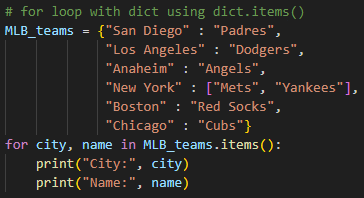 # for loop with dict using dict.items()
MLB_teams = {"San Diego" : "Padres",
             "Los Angeles" : "Dodgers",
             "Anaheim" : "Angels",
             "New York" : ["Mets", "Yankees"],
             "Boston" : "Red Socks",
             "Chicago" : "Cubs"}
for city, name in MLB_teams.items():
    print("City:", city)
    print("Name:", name)